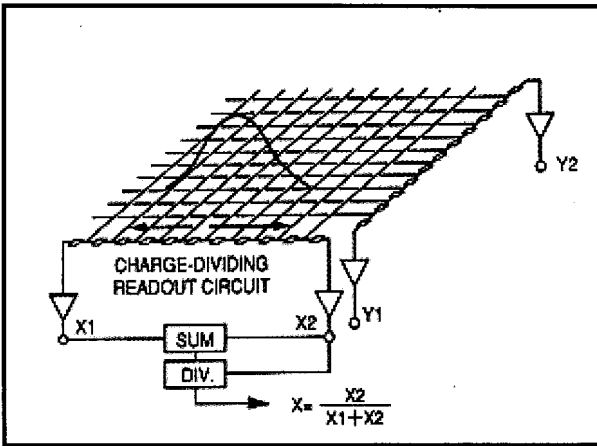 Y2
CHARGE-DIVIDING
READOUT CIRCUIT
X1
X2
Y1
SUM
DIV.
X= X2
X1+X2